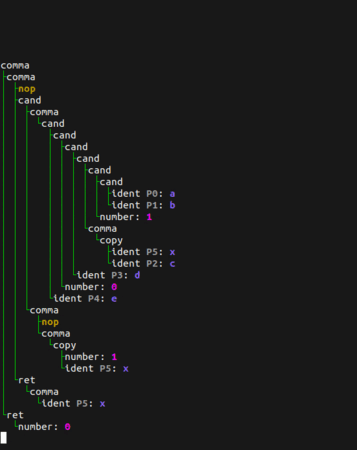 comma
comma
nop
cand
comma
cand
cand
cand
cand
cand
ident P0: a
ident P1: b
number: 1
comma
copy
ident P5: x
ident P2: c
ident P3: d
number: 0
ident P4: e
comma
nop
comma
copy
number: 1
ident P5: x
ret
comma
ident P5: x
ret
number: 0